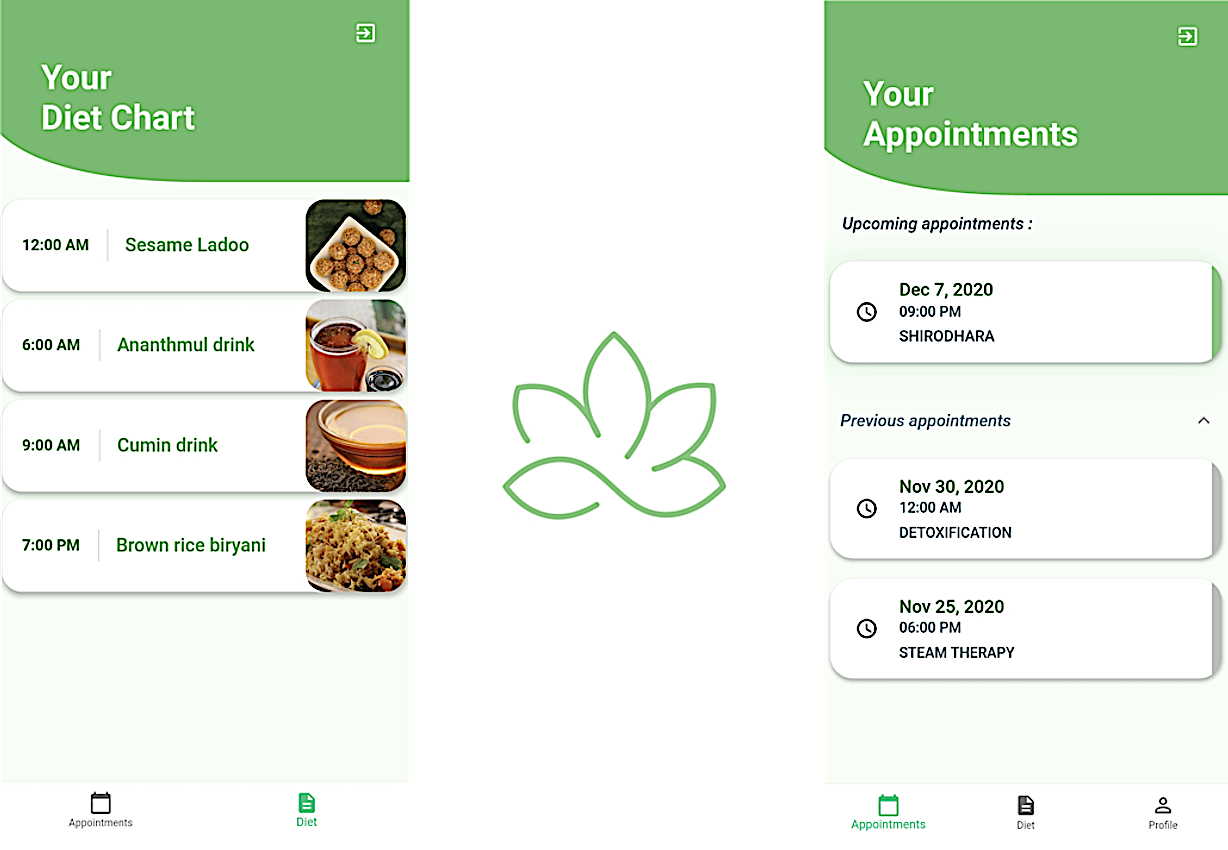 Your
Diet Chart
12:00 AM Sesame Ladoo
6:00 AM Ananthmul drink
9:00 AM Cumin drink
7:00 PM Brown rice biryani
Appointments Diet
Your
Appointments
Upcoming appointments :
Dec 7, 2020
09:00 PM
SHIRODHARA
Previous appointments
Nov 30, 2020
12:00 AM
DETOXIFICATION
Nov 25, 2020
06:00 PM
STEAM THERAPY
Appointments Diet Profile